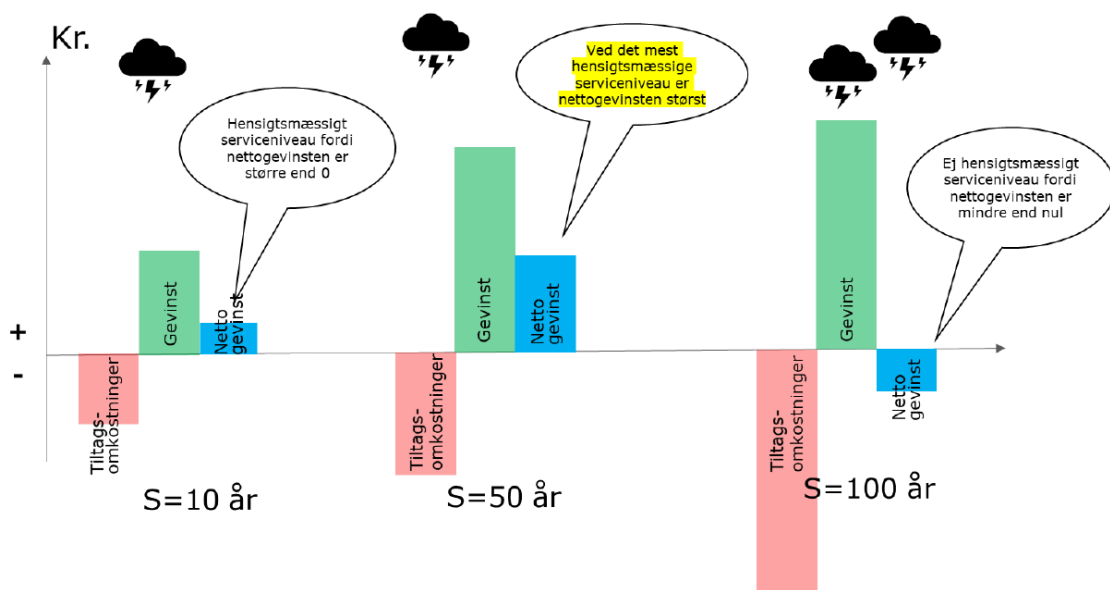 Kr.
Hensigtsmæssigt
serviceniveau fordi
nettogevinsten er
større end 0
Ved det mest
hensigtsmæssige
serviceniveau er
nettogevinsten størst
Ej hensigtsmæssigt
serviceniveau fordi
nettogevinsten er
mindre end nul
+
-
Tiltags-
omkostninger
Gevinst
Netto
gevinst
Tiltags-
omkostninger
Gevinst
Netto
gevinst
Tiltags-
omkostninger
Gevinst
Netto
gevinst
S=10 år
S=50 år
S=100 år